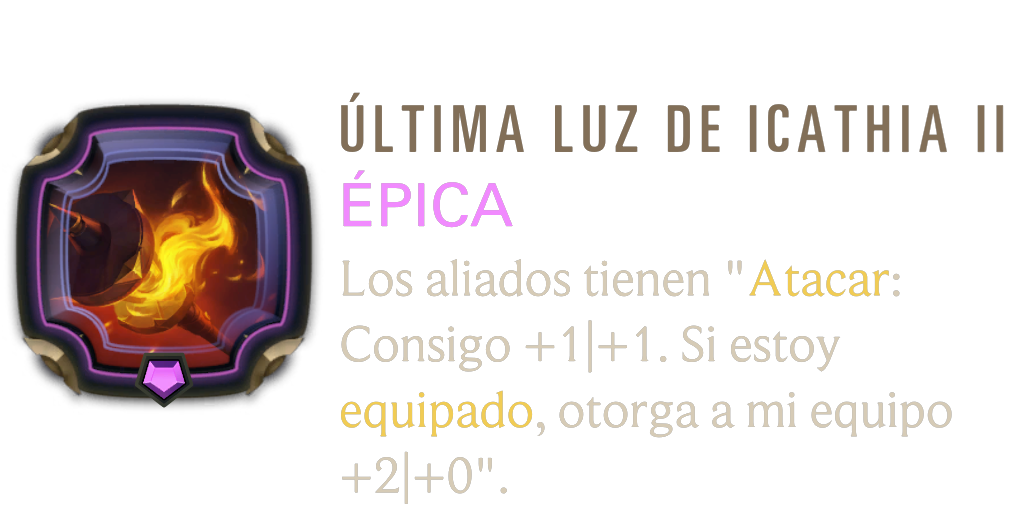 ÚLTIMA LUZ DE ICATHIA II
ÉPICA
Los aliados tienen "Atacar:
Consigo +1|+1. Si estoy
equipado, otorga a mi equipo
+2|+0".